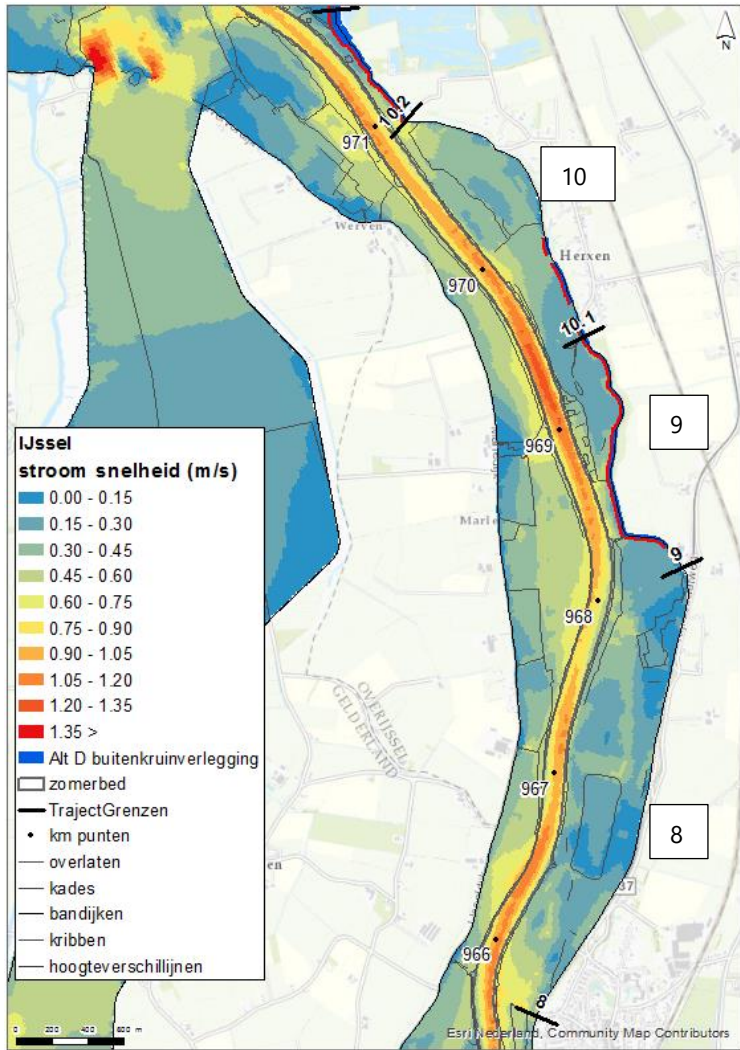 N
10.2
971
10
Werven
Herxen
970
10.1
9
969
Marle
9
968
OVERIJSSEL
GELDERLAND
967
8
37
966
8
IJssel
stroom snelheid (m/s)
0.00 - 0.15
0.15 - 0.30
0.30 - 0.45
0.45 - 0.60
0.60 - 0.75
0.75 - 0.90
0.90 - 1.05
1.05 - 1.20
1.20 - 1.35
1.35 >
Alt D buitenkruinverlegging
zomerbed
TrajectGrenzen
km punten
overlaten
kades
bandijken
kribben
hoogteverschillijnen
0 200 400 600 m
Esri Nederland, Community Map Contributors